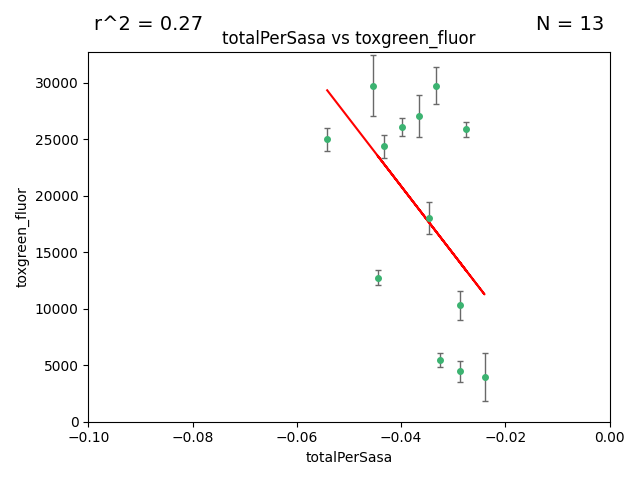 r^2 = 0.27
N = 13
totalPerSasa vs toxgreen_fluor
30000
25000
20000
15000
10000
5000
0
toxgreen_fluor
−0.10
−0.08
−0.06
−0.04
−0.02
0.00
totalPerSasa